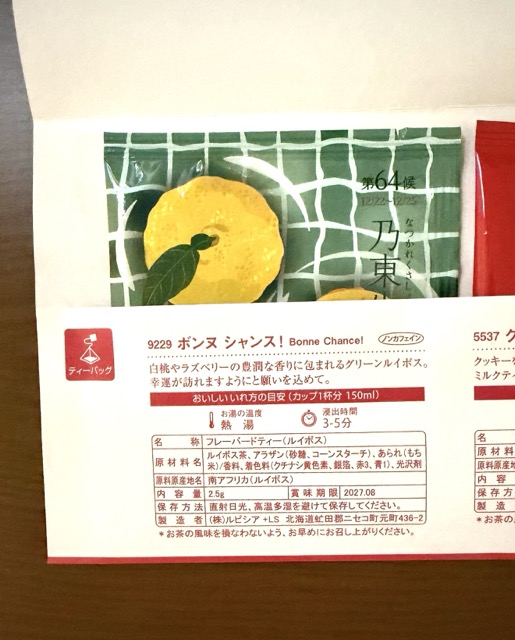 第64候
12/22~12/25
なつかれくさし
乃東
ティーバッグ
9229 ボンヌ シャンス! Bonne Chance! ノンカフェイン
白桃やラズベリーの豊潤な香りに包まれるグリーンルイボス。
幸運が訪れますようにと願いを込めて。
おいしいいれ方の目安(カップ1杯分 150ml)
お湯の温度 熱湯
浸出時間 3-5分
名 称 フレーバードティー(ルイボス)
原材料名 ルイボス茶、アラザン(砂糖、コーンスターチ)、あられ(もち
米)/香料、着色料(クチナシ黄色素、銀箔、赤3、青1)、光沢剤
原料原産地名 南アフリカ(ルイボス)
内容量 2.5g 賞味期限 2027.08
保存方法 直射日光、高温多湿を避けて保存してください。
製造者 (株)ルピシア +LS 北海道虻田郡ニセコ町元町436-2
*お茶の風味を損なわないよう、お早めにお召し上がりください。
5537 ク
クッキーを
ミルクティ
名
原材料
原料原産
内容
保存方
製造
*お茶の